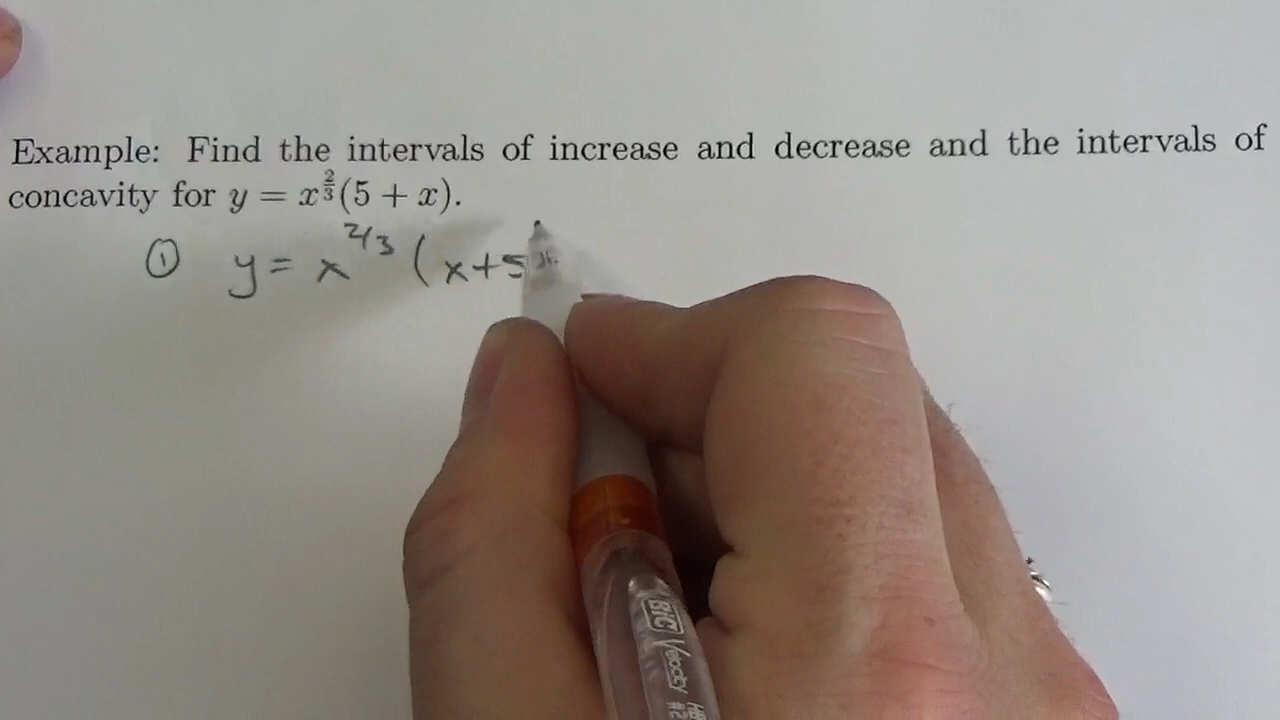 Example: Find the intervals of increase and decrease and the intervals of
concavity for y = x^{2/3}(5 + x).
① y = x^{2/3} (x+5
BIC Velocity #2